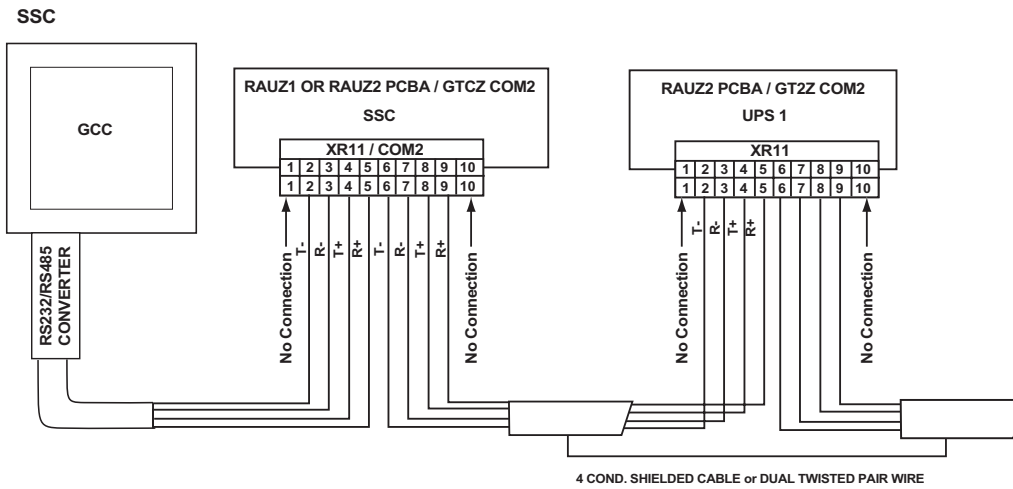 SSC
GCC
RS232/RS485
CONVERTER
RAUZ1 OR RAUZ2 PCBA / GTCZ COM2
SSC
XR11 / COM2
1 2 3 4 5 6 7 8 9 10
1 2 3 4 5 6 7 8 9 10
No Connection
T-
R-
T+
R+
T-
R-
T+
R+
No Connection
RAUZ2 PCBA / GT2Z COM2
UPS 1
XR11
1 2 3 4 5 6 7 8 9 10
1 2 3 4 5 6 7 8 9 10
No Connection
T-
R-
T+
R+
No Connection
4 COND. SHIELDED CABLE or DUAL TWISTED PAIR WIRE